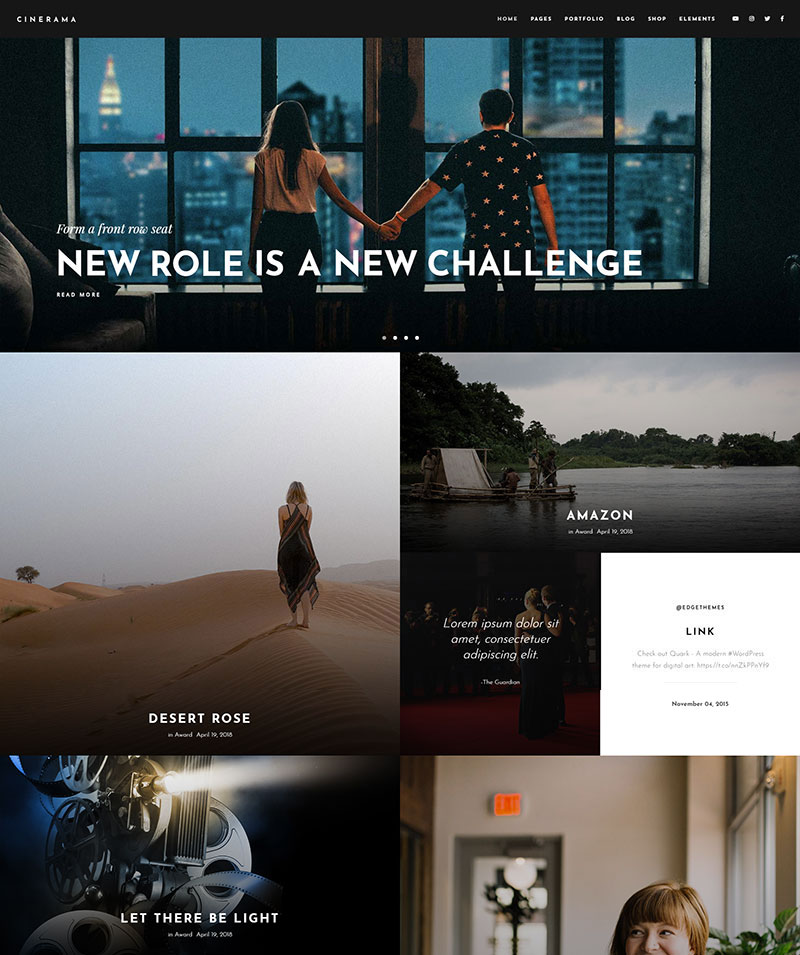 CINERAMA
HOME PAGES PORTFOLIO BLOG SHOP ELEMENTS
Form a front row seat
NEW ROLE IS A NEW CHALLENGE
READ MORE
AMAZON
in Award April 19, 2018
Lorem ipsum dolor sit
amet, consectetuer
adipiscing elit.
-The Guardian
@EDGETHEMES
LINK
Check out Quark - A modern #WordPress
theme for digital art: https://t.co/nnZkPPnYt9
November 04, 2015
DESERT ROSE
in Award April 19, 2018
LET THERE BE LIGHT
in Award April 19, 2018
EXIT